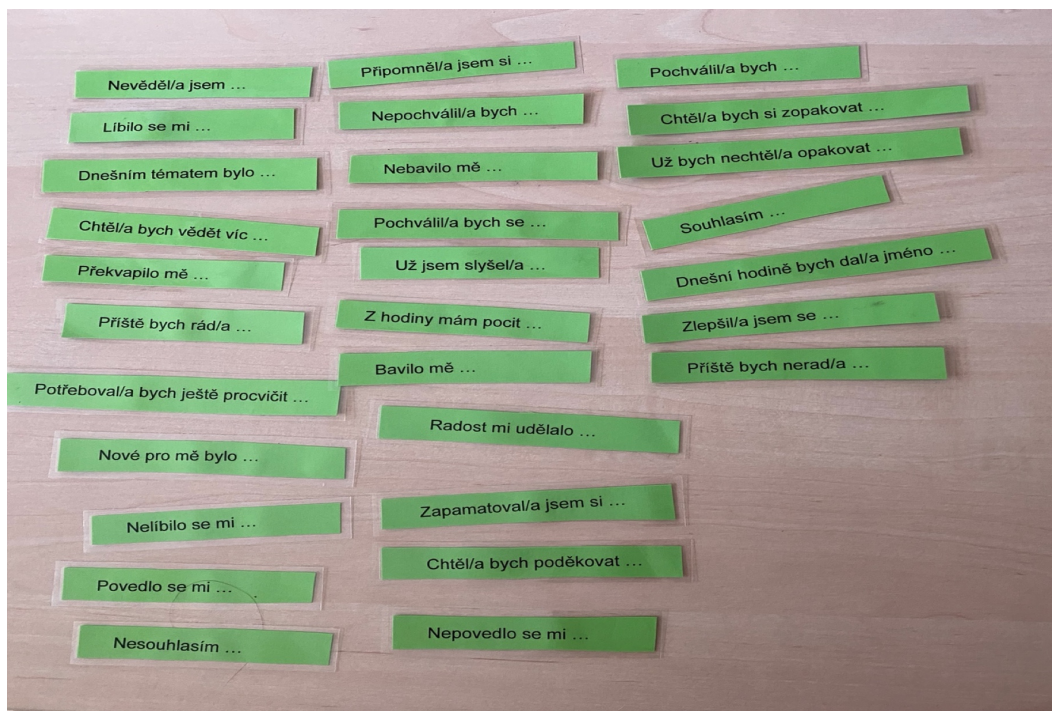 Nevěděl/a jsem …
Líbilo se mi …
Dnešním tématem bylo …
Chtěl/a bych vědět víc …
Překvapilo mě …
Příště bych rád/a …
Potřeboval/a bych ještě procvičit …
Nové pro mě bylo …
Nelíbilo se mi …
Povedlo se mi …
Nesouhlasím …
Připomněl/a jsem si …
Nepochválil/a bych …
Nebavilo mě …
Pochválil/a bych se …
Už jsem slyšel/a …
Z hodiny mám pocit …
Bavilo mě …
Radost mi udělalo …
Zapamatoval/a jsem si …
Chtěl/a bych poděkovat …
Nepovedlo se mi …
Pochválil/a bych …
Chtěl/a bych si zopakovat …
Už bych nechtěl/a opakovat …
Souhlasím …
Dnešní hodině bych dal/a jméno …
Zlepšil/a jsem se …
Příště bych nerad/a …